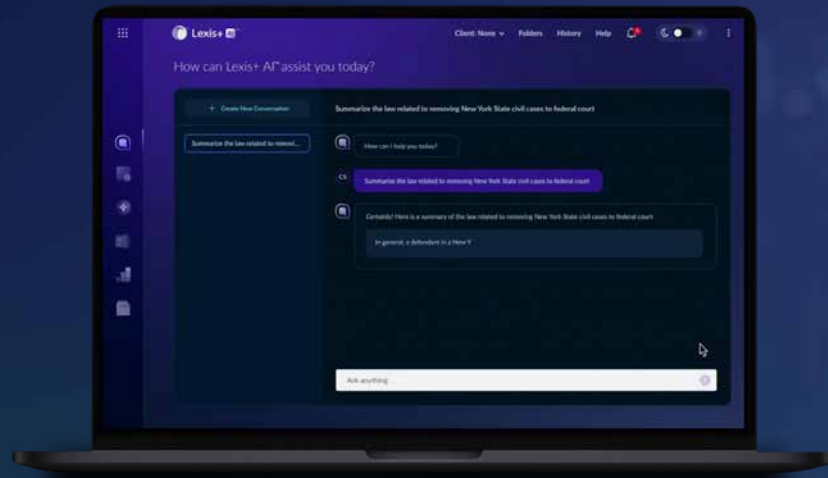 Lexis+ AI™
Client: None
Folders
History
Help
How can Lexis+ AI™ assist you today?
+ Create New Conversation
Summarize the law related to removing New York State civil cases to federal court
Summarize the law related to removi...
How can I help you today?
CS
Summarize the law related to removing New York State civil cases to federal court
Certainly! Here is a summary of the law related to removing New York State civil cases to federal court
In general, a defendant in a New Y
Ask anything